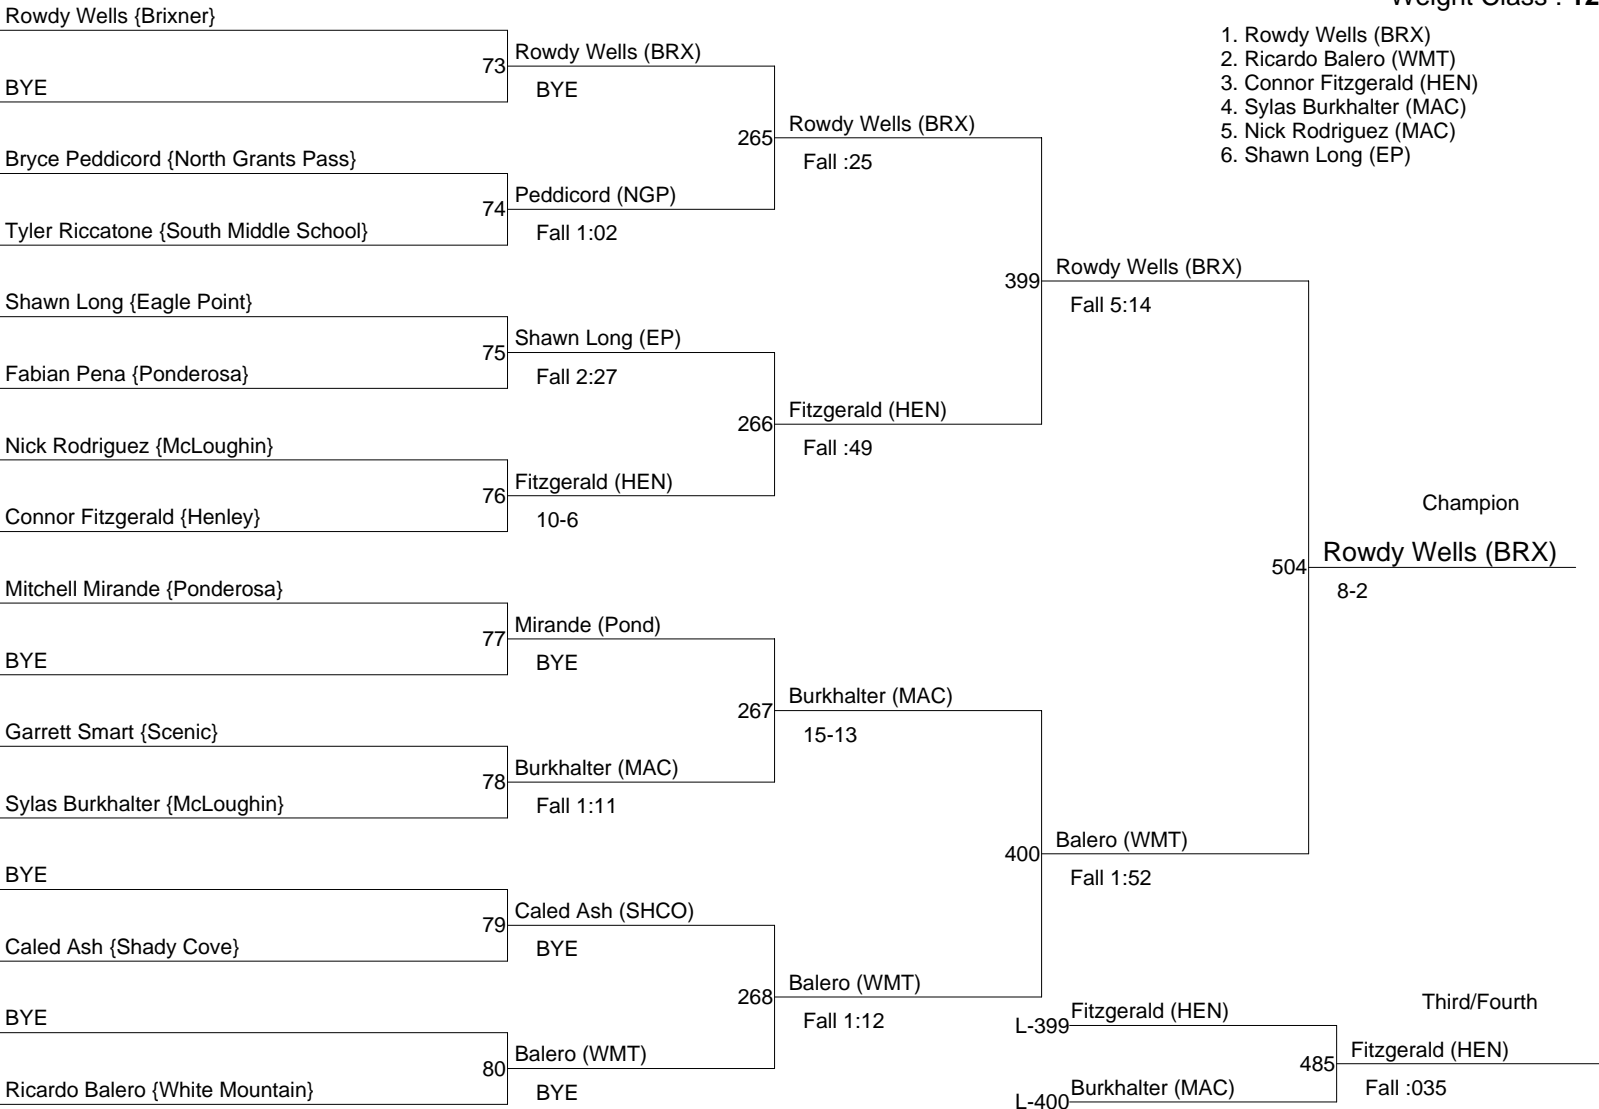 Weight Class : 12
1. Rowdy Wells (BRX)
2. Ricardo Balero (WMT)
3. Connor Fitzgerald (HEN)
4. Sylas Burkhalter (MAC)
5. Nick Rodriguez (MAC)
6. Shawn Long (EP)
Rowdy Wells {Brixner}
BYE
73
Rowdy Wells (BRX)
BYE
Bryce Peddicord {North Grants Pass}
Tyler Riccatone {South Middle School}
74
Peddicord (NGP)
Fall 1:02
265
Rowdy Wells (BRX)
Fall :25
Shawn Long {Eagle Point}
Fabian Pena {Ponderosa}
75
Shawn Long (EP)
Fall 2:27
Nick Rodriguez {McLoughin}
Connor Fitzgerald {Henley}
76
Fitzgerald (HEN)
10-6
266
Fitzgerald (HEN)
Fall :49
399
Rowdy Wells (BRX)
Fall 5:14
Mitchell Mirande {Ponderosa}
BYE
77
Mirande (Pond)
BYE
Garrett Smart {Scenic}
Sylas Burkhalter {McLoughin}
78
Burkhalter (MAC)
Fall 1:11
267
Burkhalter (MAC)
15-13
BYE
Caled Ash {Shady Cove}
79
Caled Ash (SHCO)
BYE
BYE
Ricardo Balero {White Mountain}
80
Balero (WMT)
BYE
268
Balero (WMT)
Fall 1:12
400
Balero (WMT)
Fall 1:52
Champion
504
Rowdy Wells (BRX)
8-2
Third/Fourth
L-399
Fitzgerald (HEN)
L-400
Burkhalter (MAC)
485
Fitzgerald (HEN)
Fall :035